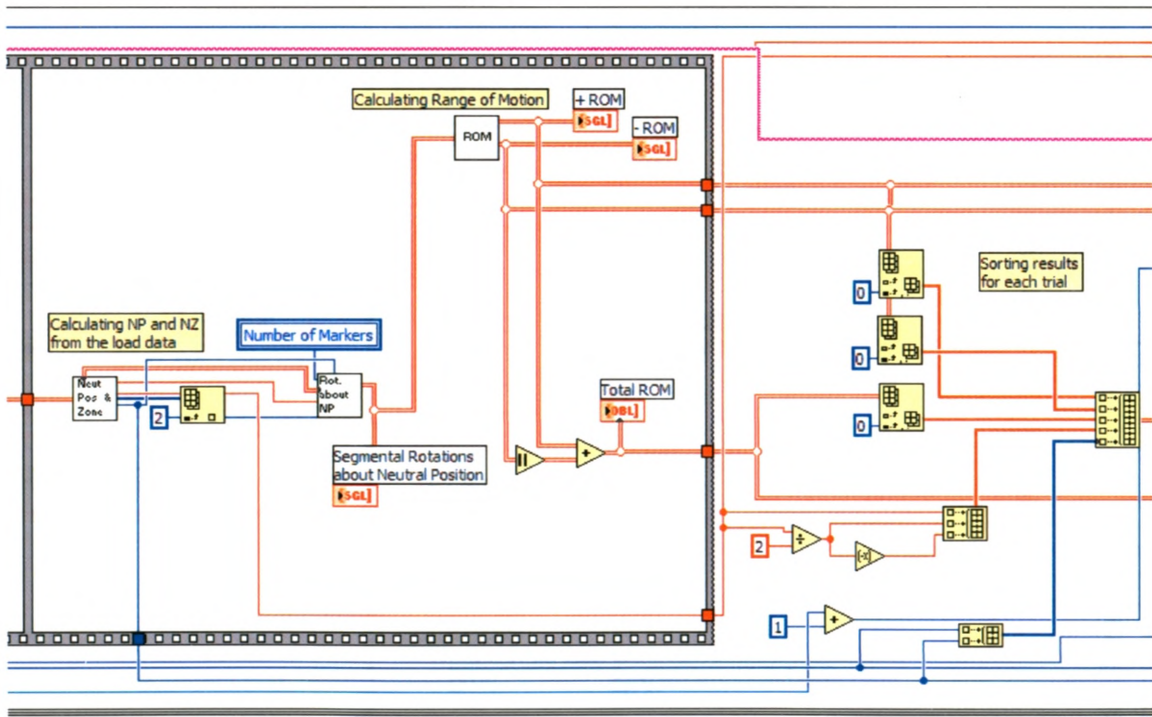 Calculating Range of Motion
+ ROM
SGL]
- ROM
SGL]
ROM
Sorting results
for each trial
0
Calculating NP and NZ
from the load data
Number of Markers
0
Neut
Pos &
Zone
2
Rot.
about
NP
Total ROM
DBL]
0
Segmental Rotations
about Neutral Position
SGL]
||
+
2
÷
(-x)
1
+